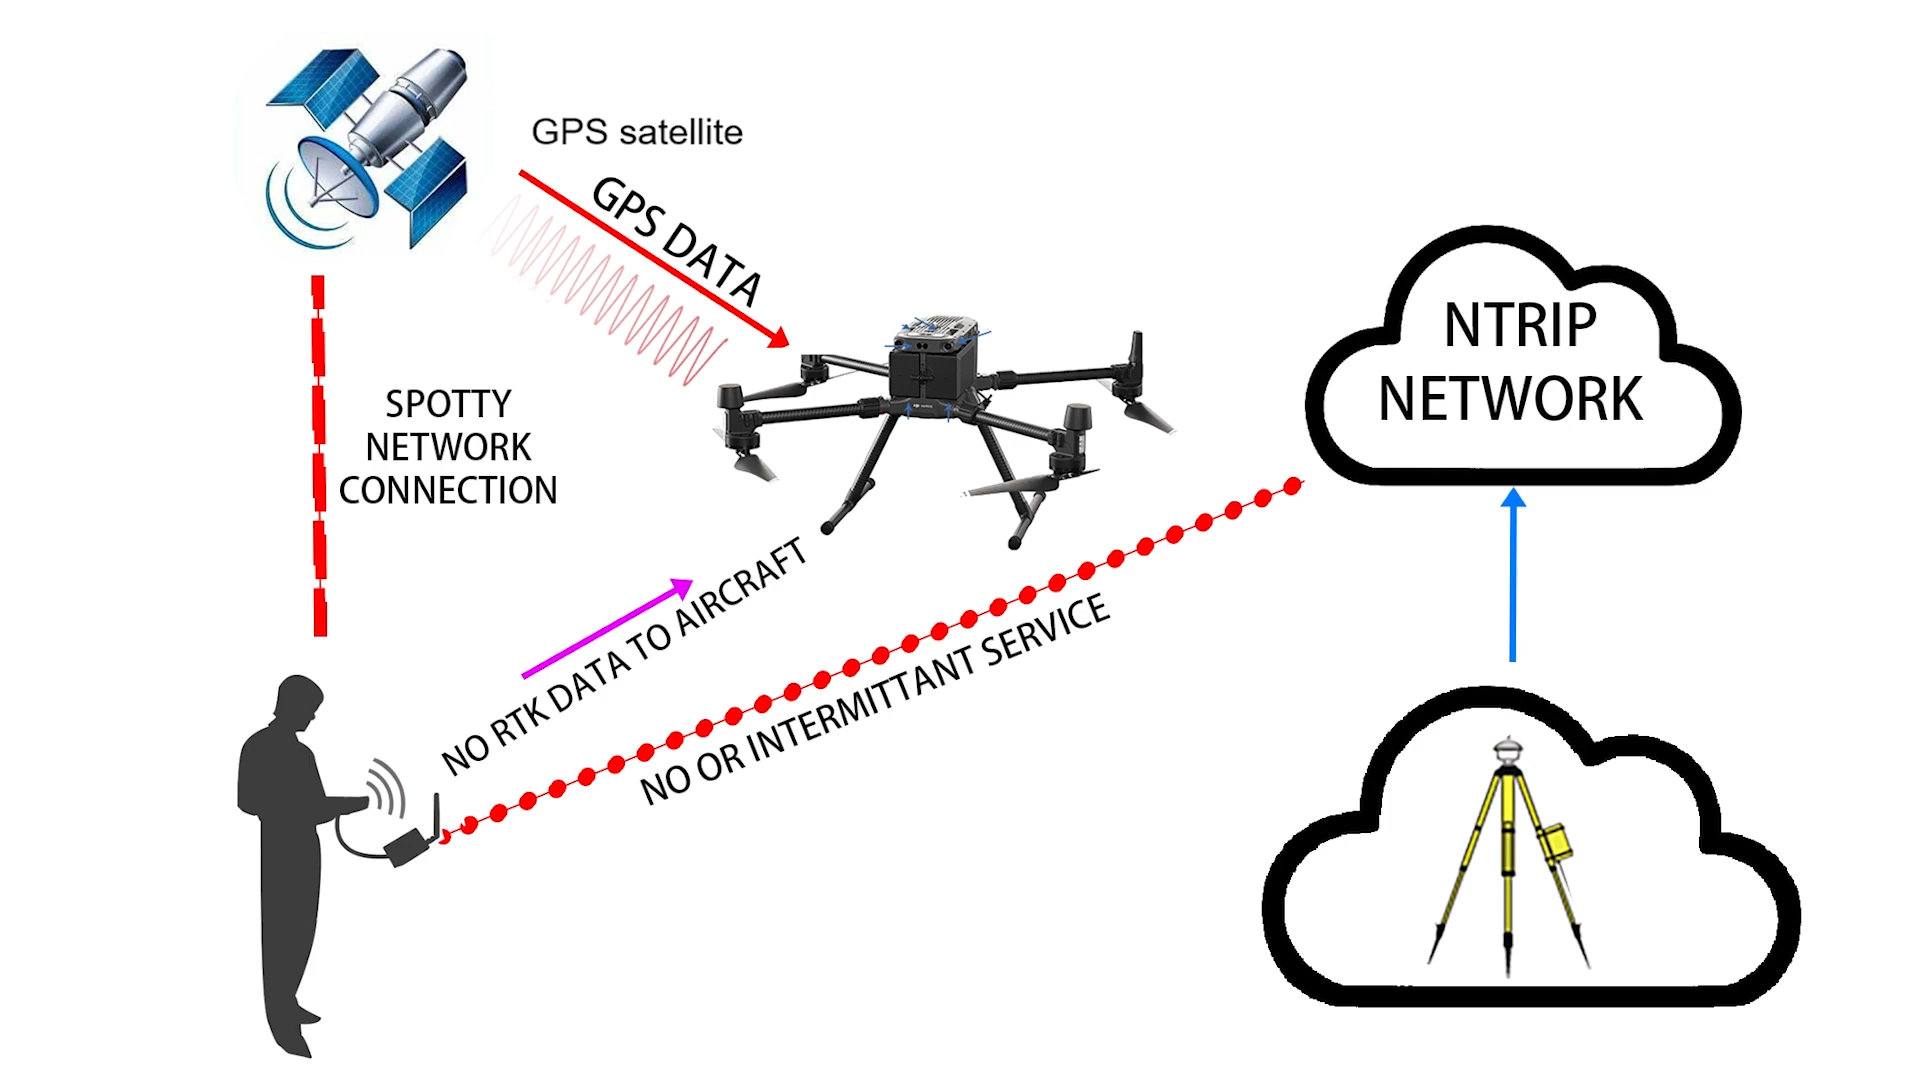 GPS satellite
GPS DATA
NTRIP
NETWORK
SPOTTY
NETWORK
CONNECTION
NO RTK DATA TO AIRCRAFT
NO OR INTERMITTANT SERVICE